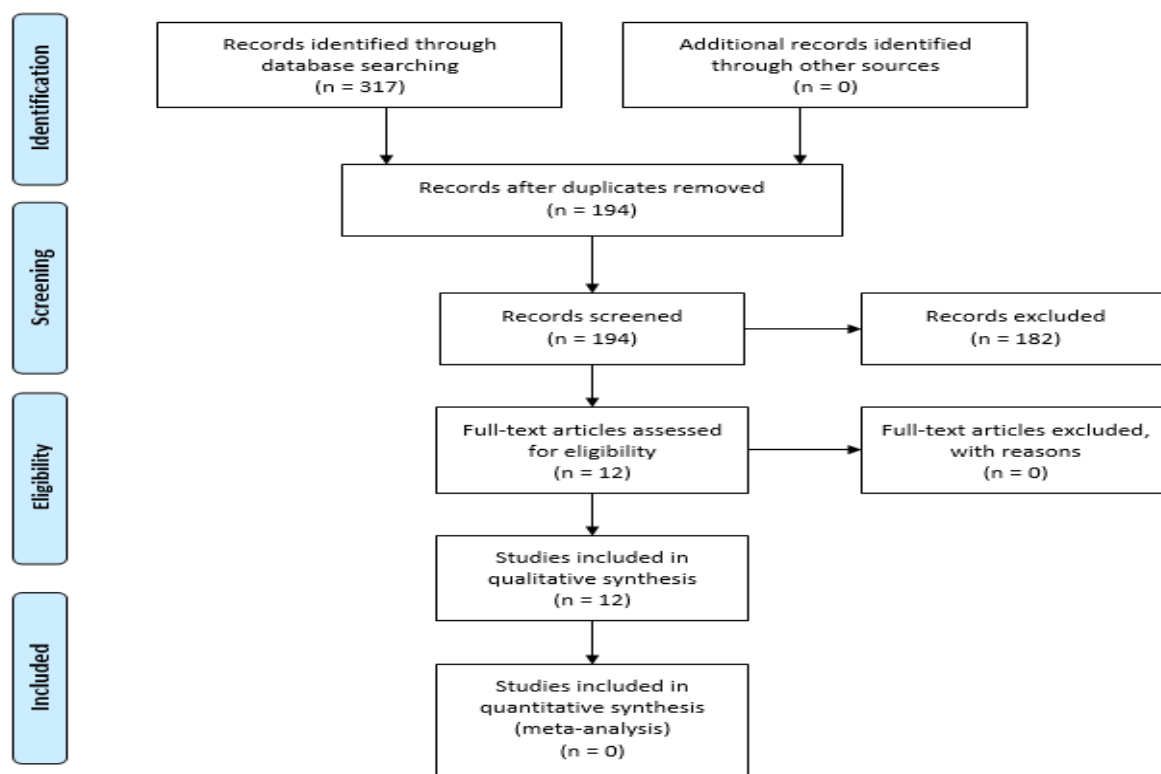 Identification
Records identified through
database searching
(n = 317)
Additional records identified
through other sources
(n = 0)
Records after duplicates removed
(n = 194)
Screening
Records screened
(n = 194)
Records excluded
(n = 182)
Eligibility
Full-text articles assessed
for eligibility
(n = 12)
Full-text articles excluded,
with reasons
(n = 0)
Studies included in
qualitative synthesis
(n = 12)
Included
Studies included in
quantitative synthesis
(meta-analysis)
(n = 0)